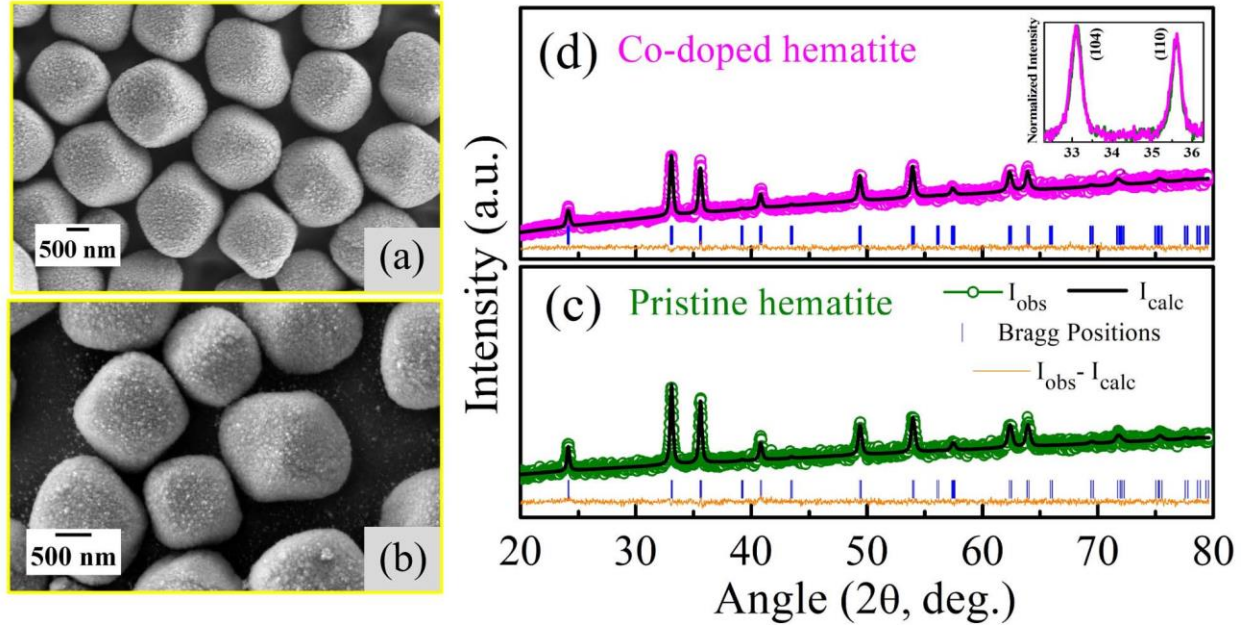 500 nm
(a)
500 nm
(b)
Intensity (a.u.)
(d) Co-doped hematite
Normalized Intensity
(104)
(110)
33 34 35 36
(c) Pristine hematite
I_obs I_calc
Bragg Positions
I_obs - I_calc
20 30 40 50 60 70 80
Angle (2θ, deg.)